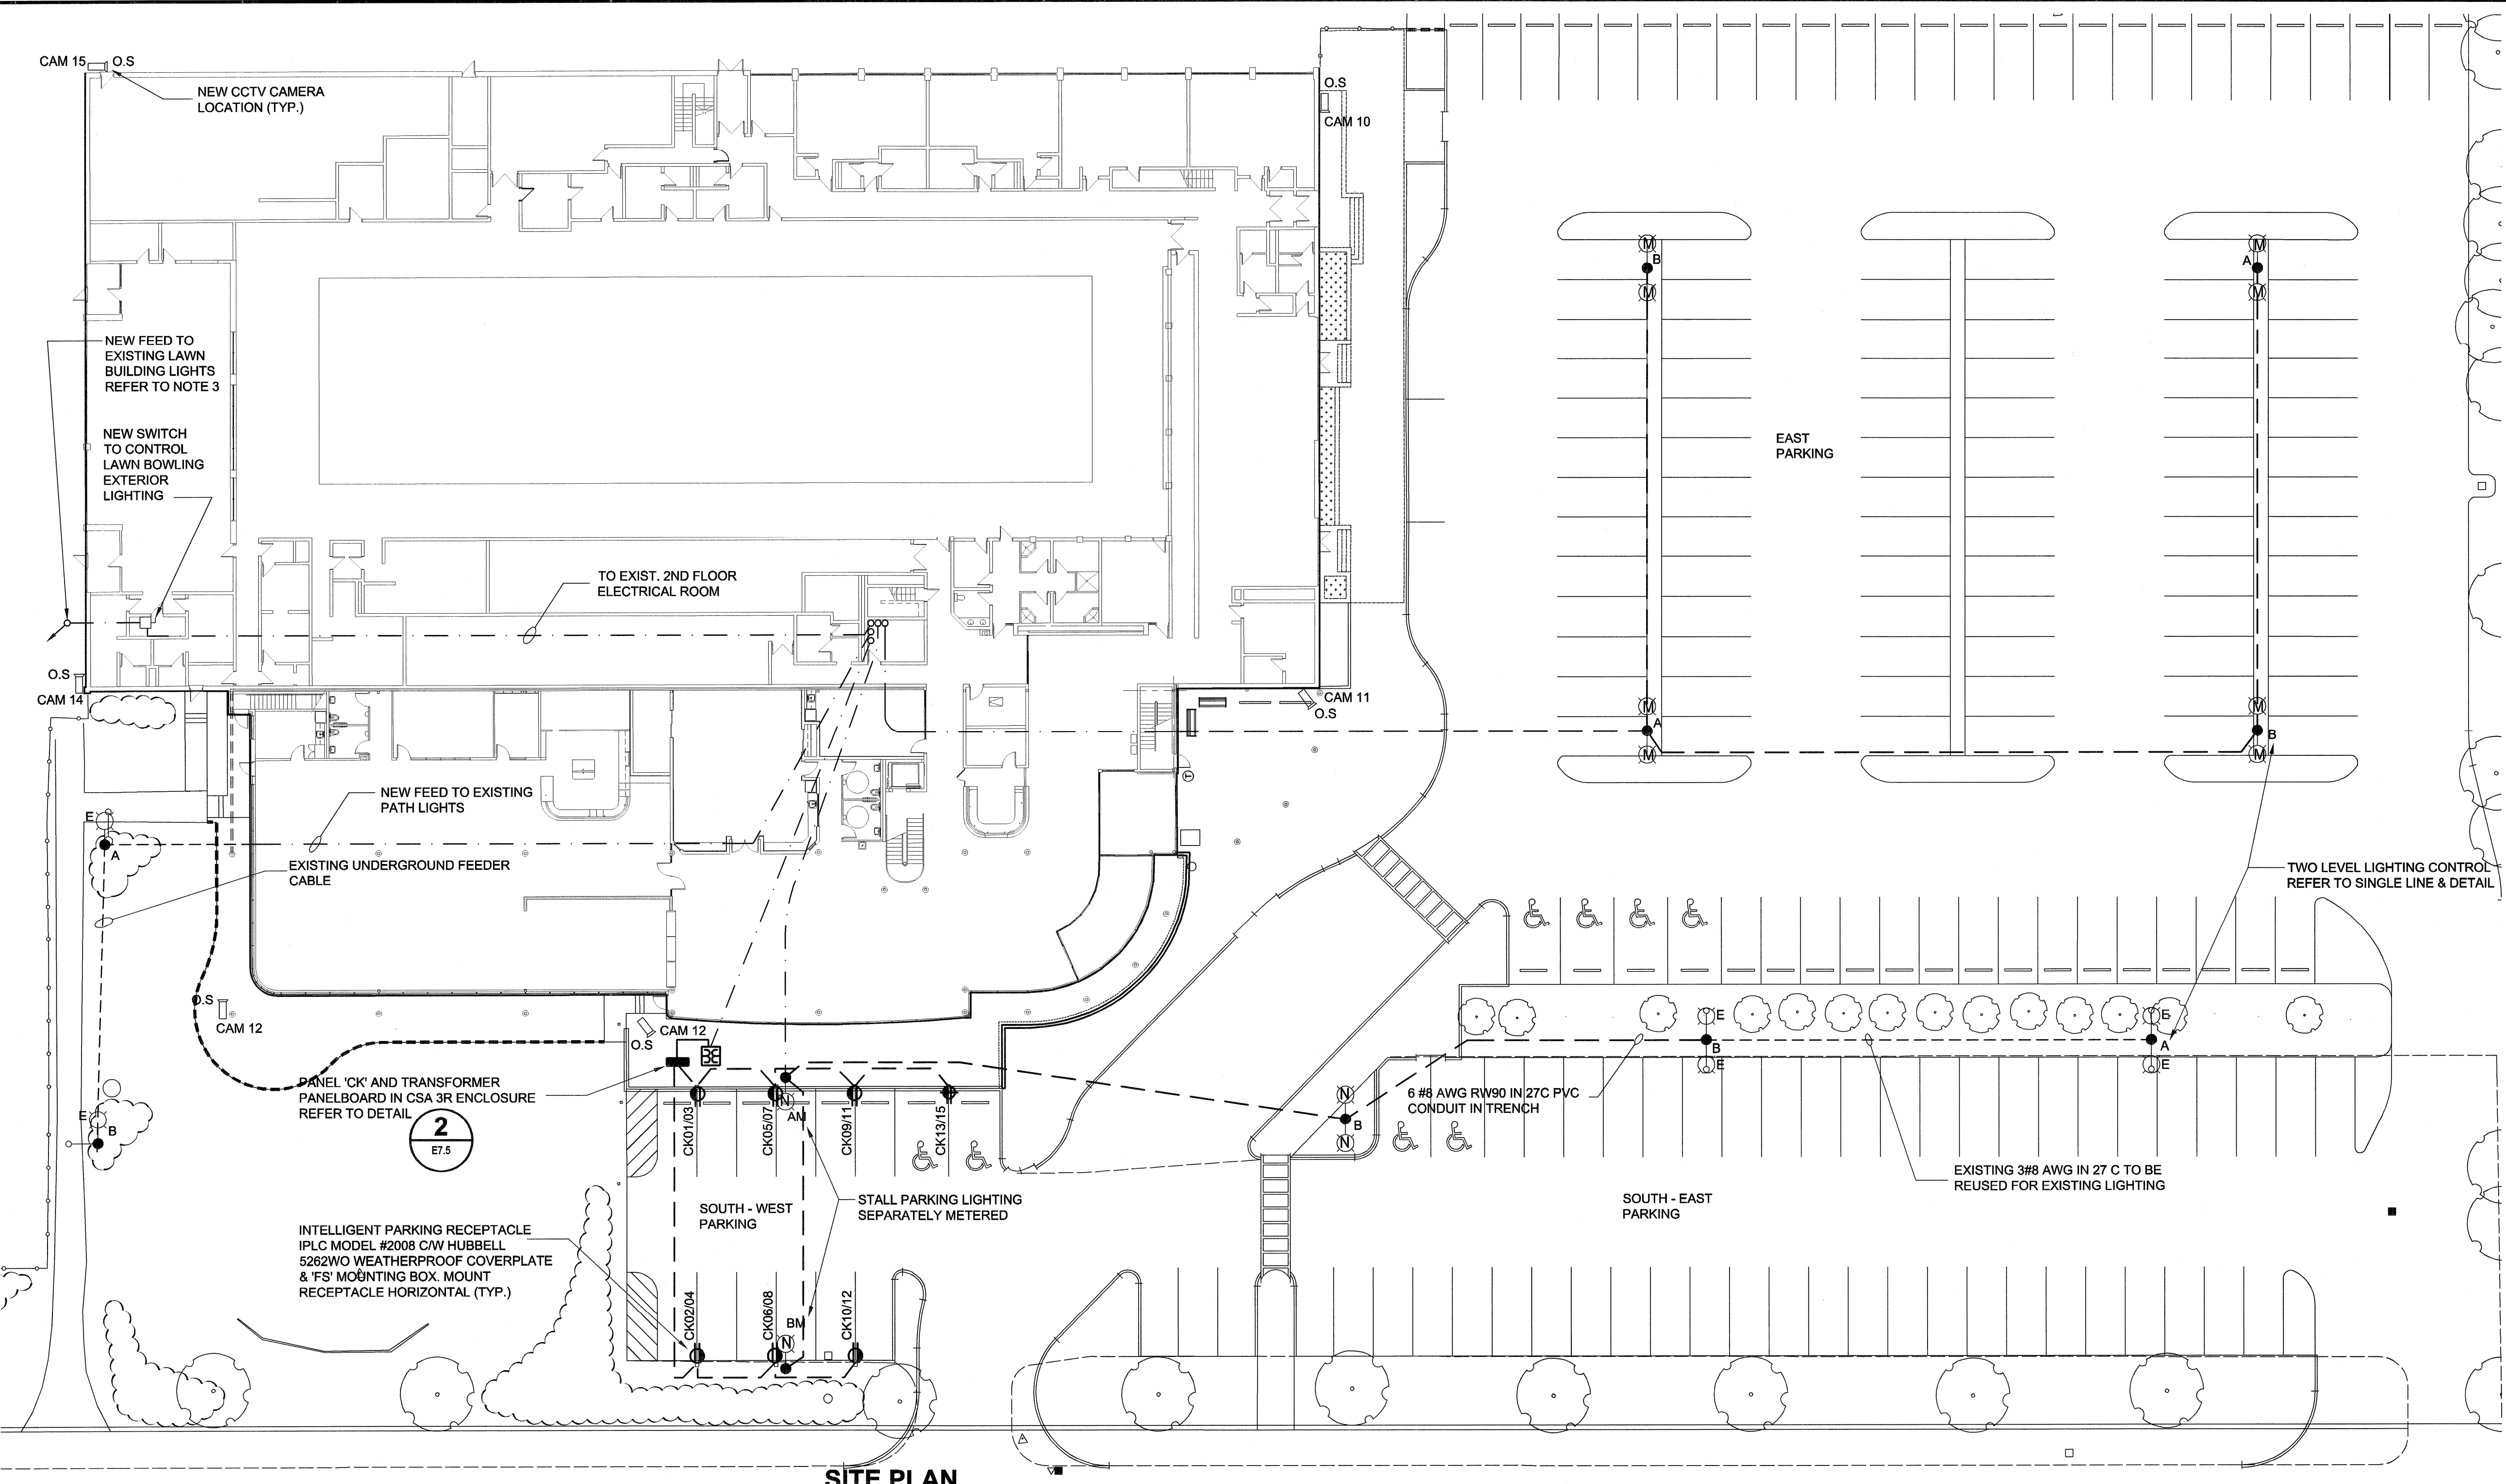 CAM 15
O.S
NEW CCTV CAMERA
LOCATION (TYP.)
O.S
CAM 10
M
B
M
M
A
M
NEW FEED TO
EXISTING LAWN
BUILDING LIGHTS
REFER TO NOTE 3
NEW SWITCH
TO CONTROL
LAWN BOWLING
EXTERIOR
LIGHTING
EAST
PARKING
TO EXIST. 2ND FLOOR
ELECTRICAL ROOM
O.S
CAM 14
CAM 11
O.S
M
A
M
M
B
M
T
NEW FEED TO EXISTING
PATH LIGHTS
E
A
EXISTING UNDERGROUND FEEDER
CABLE
TWO LEVEL LIGHTING CONTROL
REFER TO SINGLE LINE & DETAIL
O.S
CAM 12
CAM 12
O.S
E
B
E
E
A
E
PANEL 'CK' AND TRANSFORMER
PANELBOARD IN CSA 3R ENCLOSURE
REFER TO DETAIL
2
E7.5
E
B
CK01/03
CK05/07
N
AM
CK09/11
CK13/15
N
B
N
6 #8 AWG RW90 IN 27C PVC
CONDUIT IN TRENCH
EXISTING 3#8 AWG IN 27 C TO BE
REUSED FOR EXISTING LIGHTING
STALL PARKING LIGHTING
SEPARATELY METERED
SOUTH - WEST
PARKING
SOUTH - EAST
PARKING
INTELLIGENT PARKING RECEPTACLE
IPLC MODEL #2008 C/W HUBBELL
5262WO WEATHERPROOF COVERPLATE
& 'FS' MOUNTING BOX. MOUNT
RECEPTACLE HORIZONTAL (TYP.)
CK02/04
CK06/08
BM
N
CK10/12
SITE PLAN